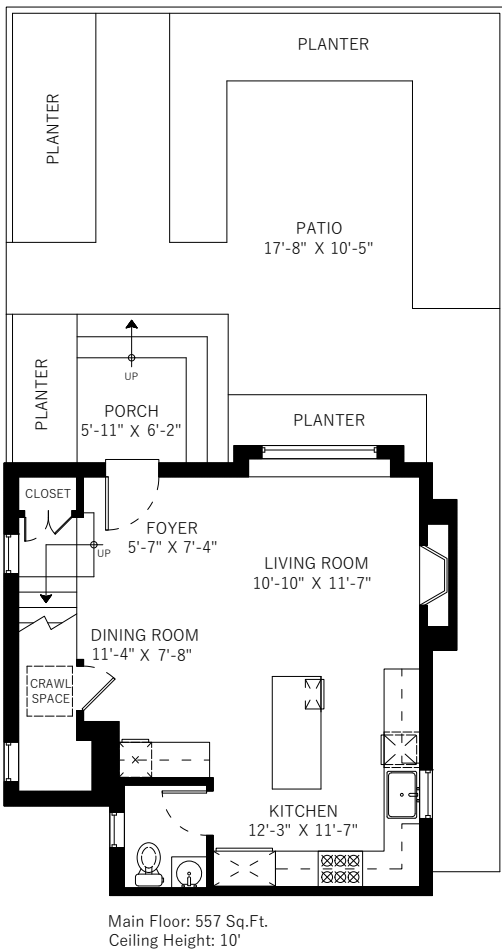 PLANTER
PLANTER
PATIO
17'-8" X 10'-5"
PLANTER
UP
PORCH
5'-11" X 6'-2"
PLANTER
CLOSET
FOYER
5'-7" X 7'-4"
UP
LIVING ROOM
10'-10" X 11'-7"
DINING ROOM
11'-4" X 7'-8"
CRAWL
SPACE
KITCHEN
12'-3" X 11'-7"
Main Floor: 557 Sq.Ft.
Ceiling Height: 10'